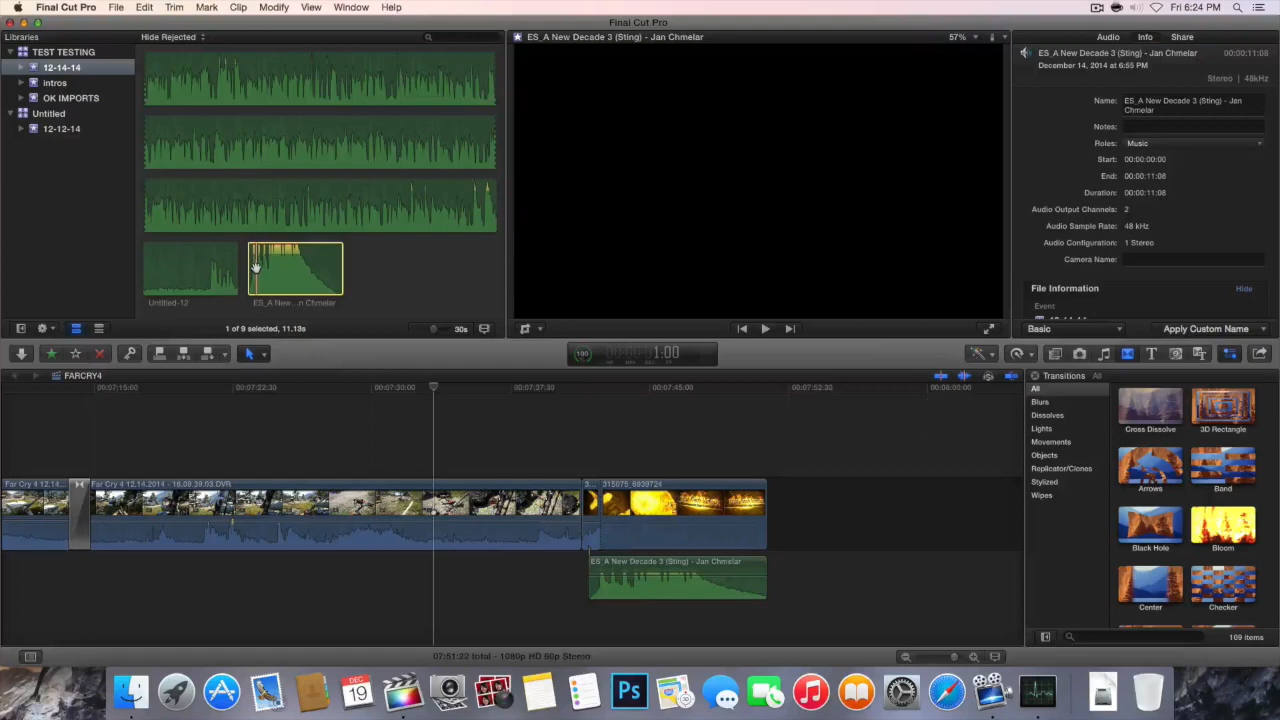 Final Cut Pro File Edit Trim Mark Clip Modify View Window Help Fri 6:24 PM
Final Cut Pro
Libraries
TEST TESTING
12-14-14
intros
OK IMPORTS
Untitled
12-12-14
Hide Rejected
Untitled-12 ES_A New...n Chmelar
1 of 9 selected, 11.13s 30s
ES_A New Decade 3 (Sting) - Jan Chmelar 57%
Audio Info Share
ES_A New Decade 3 (Sting) - Jan Chmelar 00:00:11:08
December 14, 2014 at 6:55 PM
Stereo | 48kHz
Name: ES_A New Decade 3 (Sting) - Jan
Chmelar
Notes:
Roles: Music
Start: 00:00:00:00
End: 00:00:11:08
Duration: 00:00:11:08
Audio Output Channels: 2
Audio Sample Rate: 48 kHz
Audio Configuration: 1 Stereo
Camera Name:
File Information Hide
Event
Basic Apply Custom Name
100 1:00
FARCRY4
00:07:15:00 00:07:22:30 00:07:30:00 00:07:27:30 00:07:45:00 00:07:52:30 00:08:00:00
Far Cry 4 12.14... Far Cry 4 12.14.2014 - 16.09.39.03.DVR 3... 315075_6939724
ES_A New Decade 3 (Sting) - Jan Chmelar
07:51:22 total - 1080p HD 60p Stereo
Transitions All
All
Blurs
Dissolves
Lights
Movements
Objects
Replicator/Clones
Stylized
Wipes
Cross Dissolve 3D Rectangle
Arrows Band
Black Hole Bloom
Center Checker
109 items
DEC
19
Ps